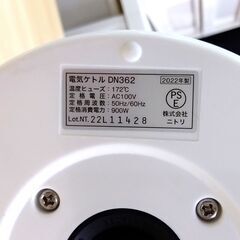 電気ケトル DN362
2022年製
温度ヒューズ：172℃
定格電圧：AC100V
定格周波数：50Hz/60Hz
定格消費電力：900W
Lot.NT. 22L11428
PS
E
株式会社
ニトリ